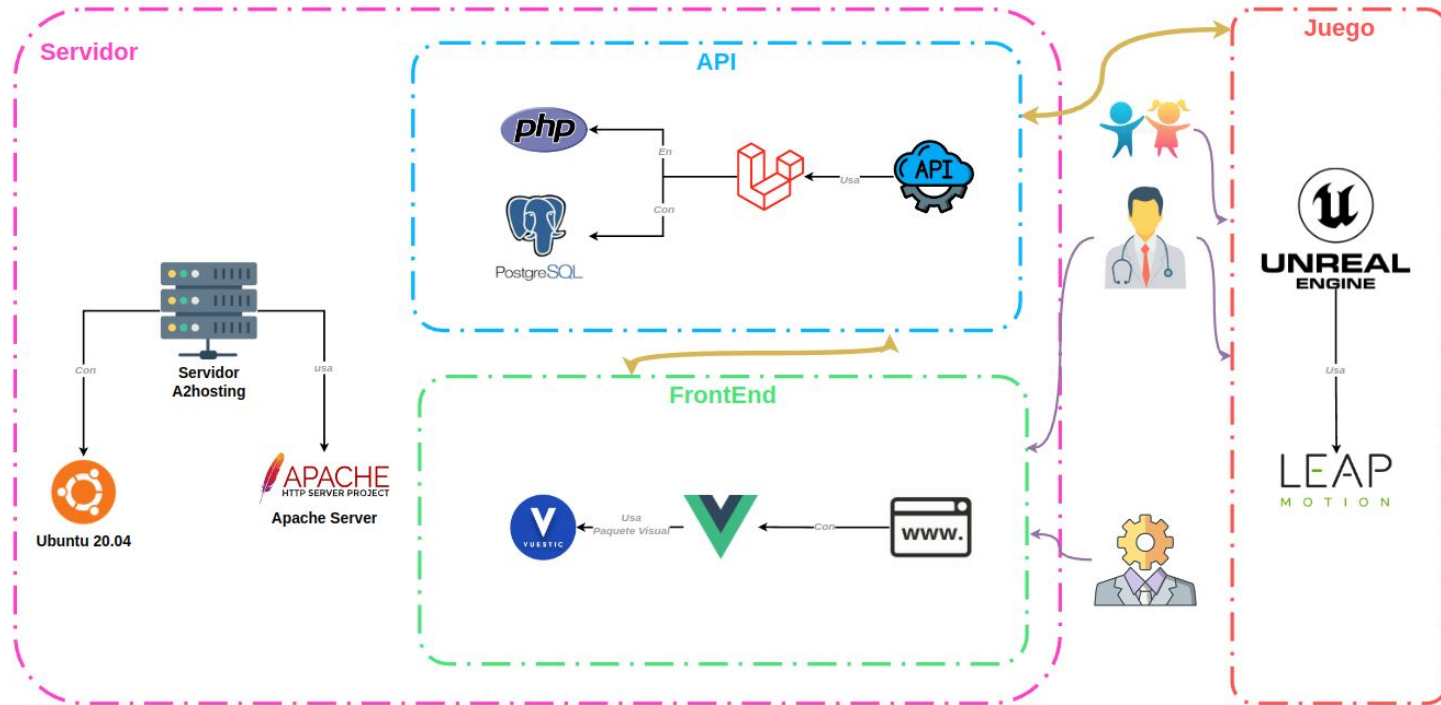 Servidor
API
Juego
php
En
API
Usa
Con
PostgreSQL
UNREAL
ENGINE
Con
usa
Servidor
A2hosting
Usa
FrontEnd
APACHE
HTTP SERVER PROJECT
Apache Server
Ubuntu 20.04
LEAP
MOTION
V
VUESTIC
Usa
Paquete Visual
Con
www.